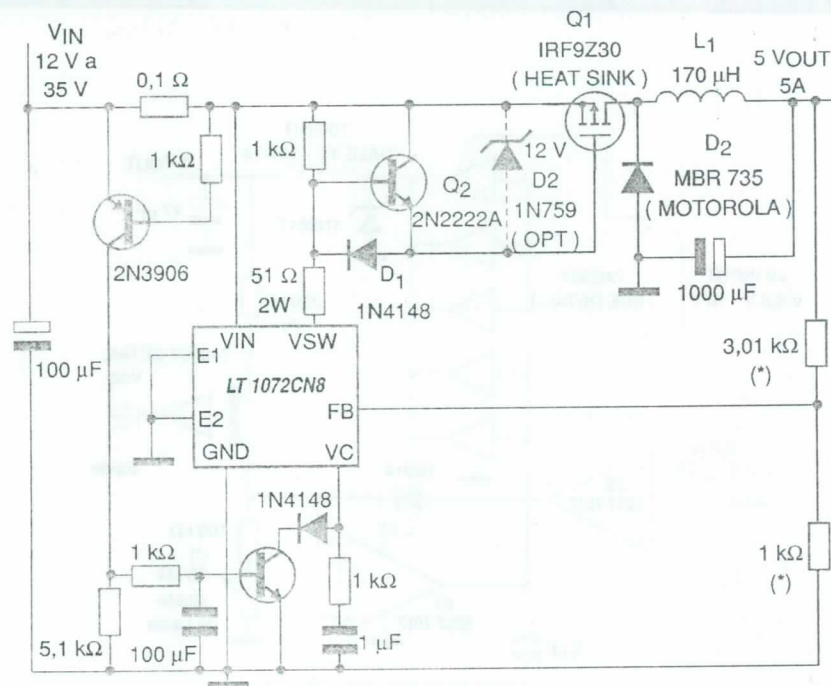 VIN
12 V a
35 V
0,1 Ω
1 kΩ
2N3906
1 kΩ
Q2
2N2222A
D1
1N4148
51 Ω
2W
12 V
D2
1N759
( OPT )
Q1
IRF9Z30
( HEAT SINK )
L1
170 µH
5 VOUT
5A
D2
MBR 735
( MOTOROLA )
1000 µF
100 µF
VIN
VSW
E1
LT 1072CN8
E2
FB
GND
VC
3,01 kΩ
(*)
1N4148
1 kΩ
1 kΩ
1 kΩ
(*)
5,1 kΩ
100 µF
1 µF